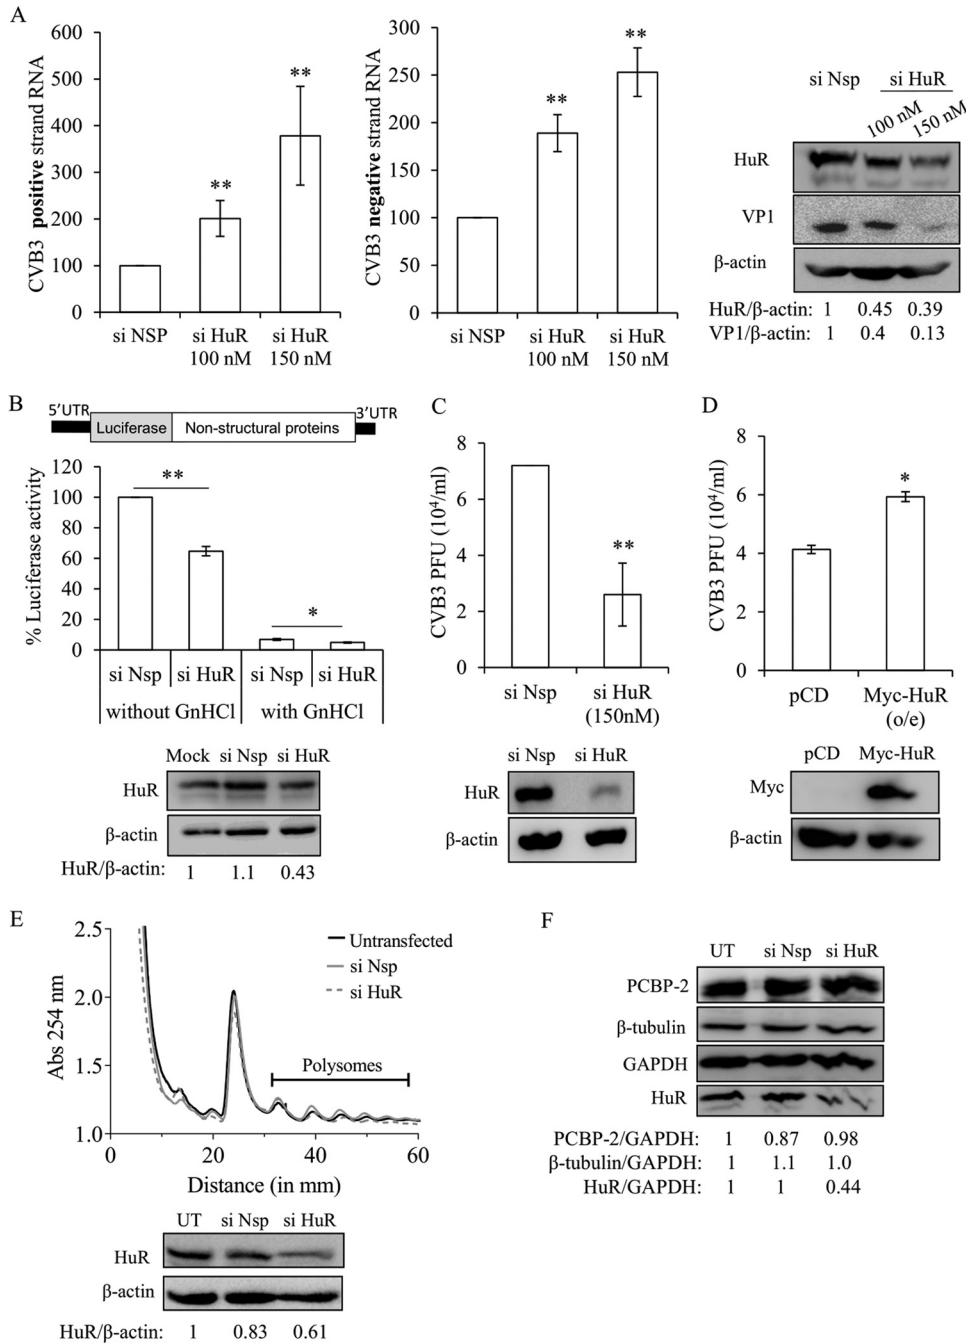 A
CVB3 positive strand RNA
600
500
400
300
200
100
0
**
**
si NSP
si HuR
100 nM
si HuR
150 nM
CVB3 negative strand RNA
300
250
200
150
100
50
0
**
**
si NSP
si HuR
100 nM
si HuR
150 nM
si Nsp
si HuR
100 nM
150 nM
HuR
VP1
β-actin
HuR/β-actin: 1 0.45 0.39
VP1/β-actin: 1 0.4 0.13
B
5'UTR
Luciferase
Non-structural proteins
3'UTR
% Luciferase activity
120
100
80
60
40
20
0
**
*
si Nsp si HuR si Nsp si HuR
without GnHCl with GnHCl
Mock si Nsp si HuR
HuR
β-actin
HuR/β-actin: 1 1.1 0.43
C
CVB3 PFU (10⁴/ml)
8
6
4
2
0
**
si Nsp
si HuR
(150nM)
si Nsp si HuR
HuR
β-actin
D
CVB3 PFU (10⁴/ml)
8
6
4
2
0
*
pCD
Myc-HuR
(o/e)
pCD Myc-HuR
Myc
β-actin
E
Abs 254 nm
2.5
2.0
1.5
1.0
Untransfected
si Nsp
si HuR
Polysomes
0 20 40 60
Distance (in mm)
UT si Nsp si HuR
HuR
β-actin
HuR/β-actin: 1 0.83 0.61
F
UT si Nsp si HuR
PCBP-2
β-tubulin
GAPDH
HuR
PCBP-2/GAPDH: 1 0.87 0.98
β-tubulin/GAPDH: 1 1.1 1.0
HuR/GAPDH: 1 1 0.44